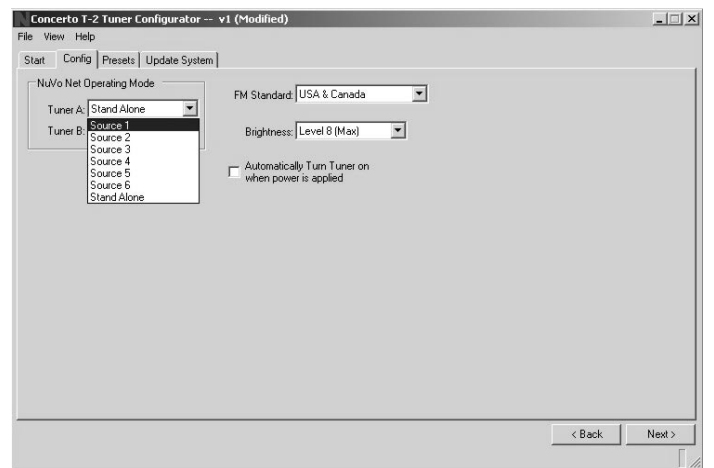 Concerto T-2 Tuner Configurator -- v1 (Modified)
File View Help
Start Config Presets Update System
NuVo Net Operating Mode
Tuner A: Stand Alone
Tuner B:
Source 1
Source 2
Source 3
Source 4
Source 5
Source 6
Stand Alone
FM Standard: USA & Canada
Brightness: Level 8 (Max)
Automatically Turn Tuner on
when power is applied
< Back Next >